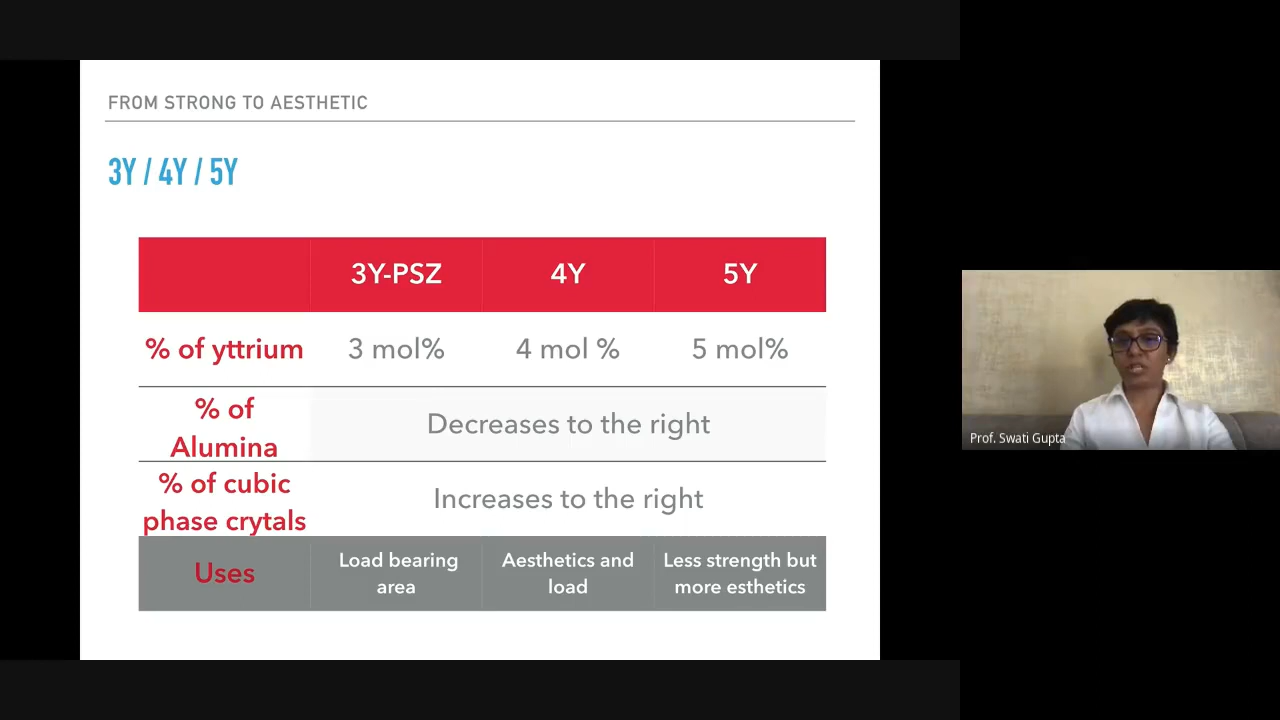 FROM STRONG TO AESTHETIC
3Y / 4Y / 5Y
3Y-PSZ 4Y 5Y
% of yttrium 3 mol% 4 mol % 5 mol%
% of
Alumina
Decreases to the right
% of cubic
phase crytals
Increases to the right
Uses
Load bearing
area
Aesthetics and
load
Less strength but
more esthetics
Prof. Swati Gupta